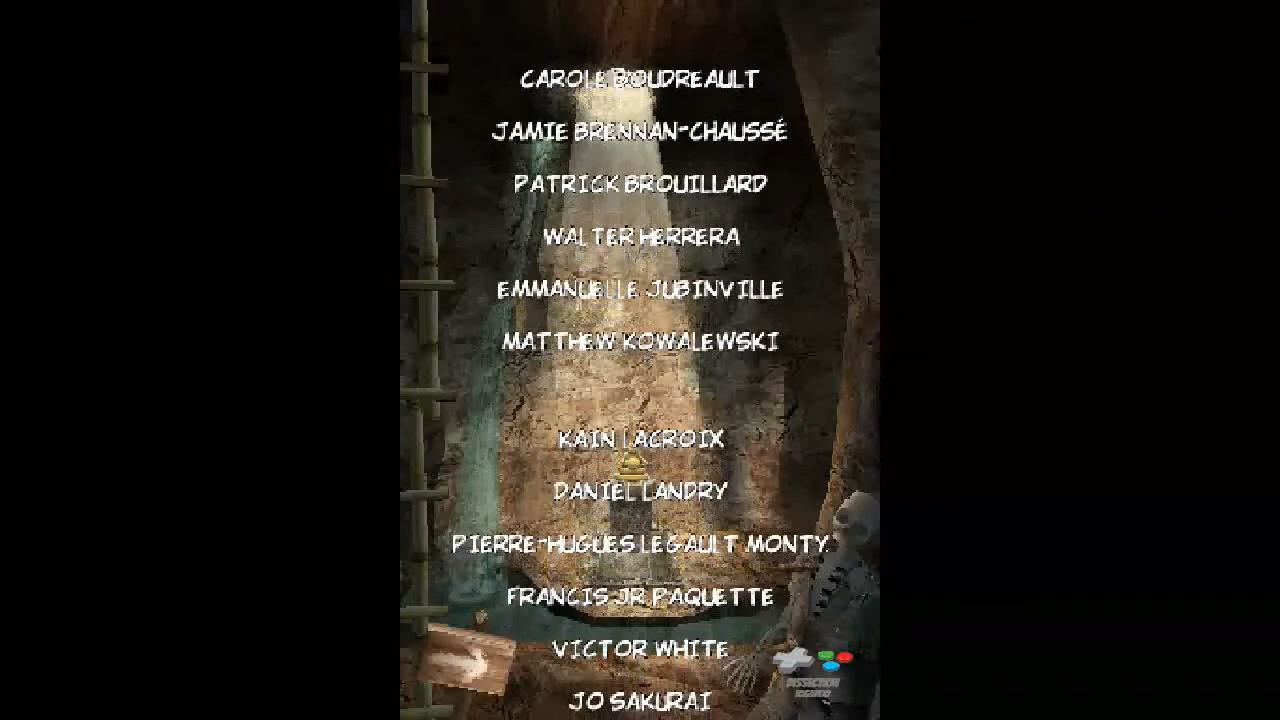 CAROLE BOUDREAULT
JAMIE BRENNAN-CHAUSSÉ
PATRICK BROUILLARD
WALTER HERRERA
EMMANUELLE JUBINVILLE
MATTHEW KOWALEWSKI
KAIN LACROIX
DANIEL LANDRY
PIERRE-HUGUES LEGAULT MONTY.
FRANCIS JR PAQUETTE
VICTOR WHITE
JO SAKURAI
DISSECTION